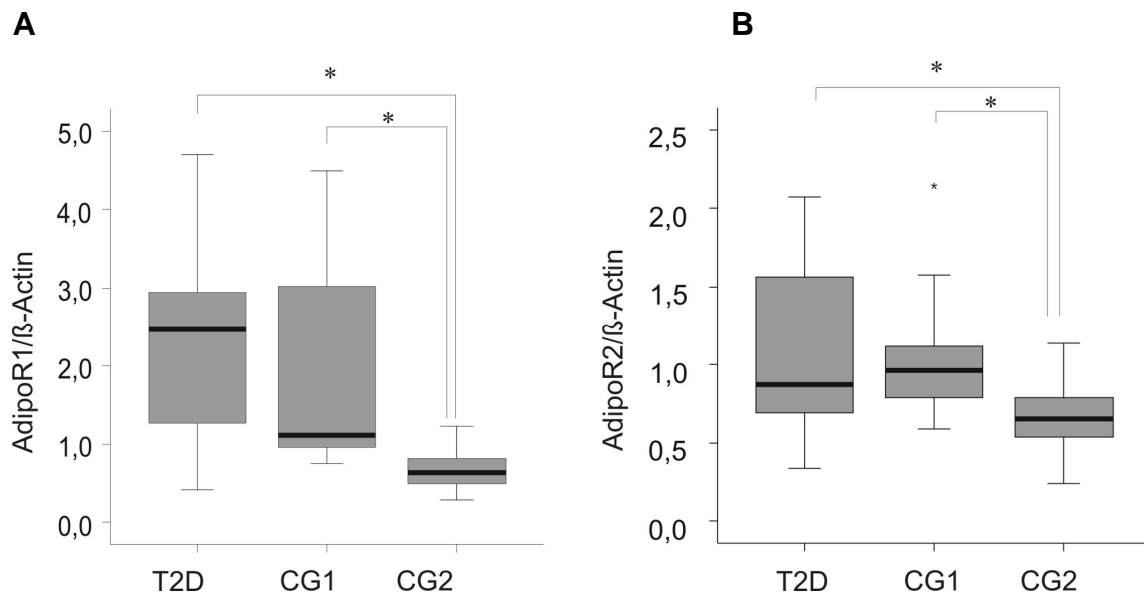 A
*
*
5,0
4,0
3,0
2,0
1,0
0,0
AdipoR1/ß-Actin
T2D CG1 CG2
B
*
*
*
2,5
2,0
1,5
1,0
0,5
0,0
AdipoR2/ß-Actin
T2D CG1 CG2